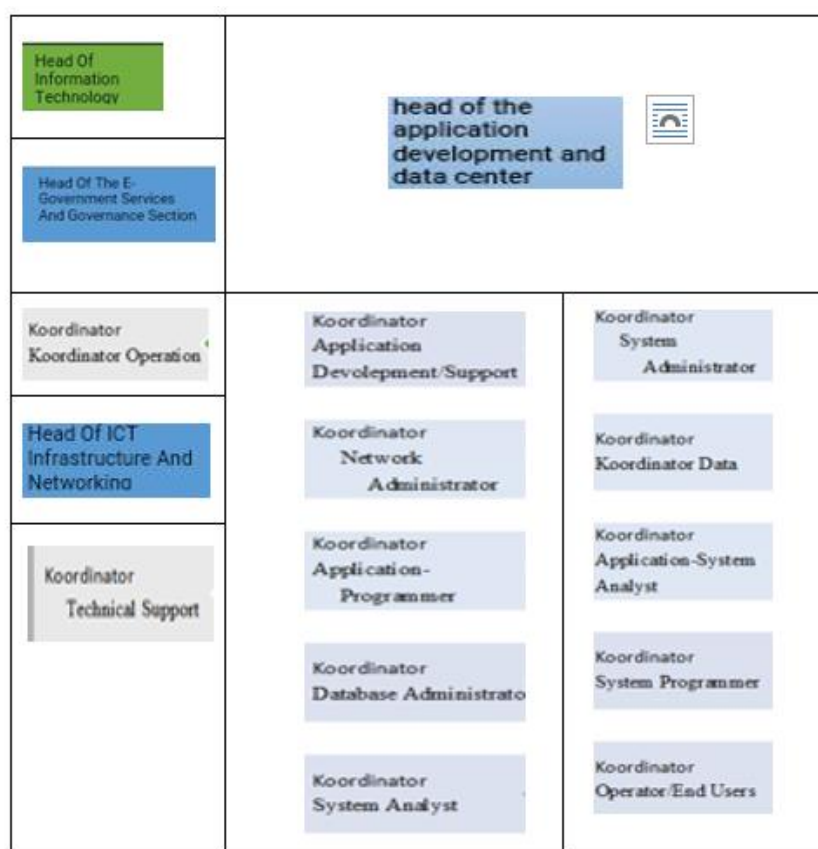 Head Of
Information
Technology
head of the
application
development and
data center
Head Of The E-
Government Services
And Governance Section
Koordinator
Koordinator Operation
Head Of ICT
Infrastructure And
Networking
Koordinator
Technical Support
Koordinator
Application
Devolepment/Support
Koordinator
Network
Administrator
Koordinator
Application-
Programmer
Koordinator
Database Administrato
Koordinator
System Analyst
Koordinator
System
Administrator
Koordinator
Koordinator Data
Koordinator
Application-System
Analyst
Koordinator
System Programmer
Koordinator
Operator/End Users